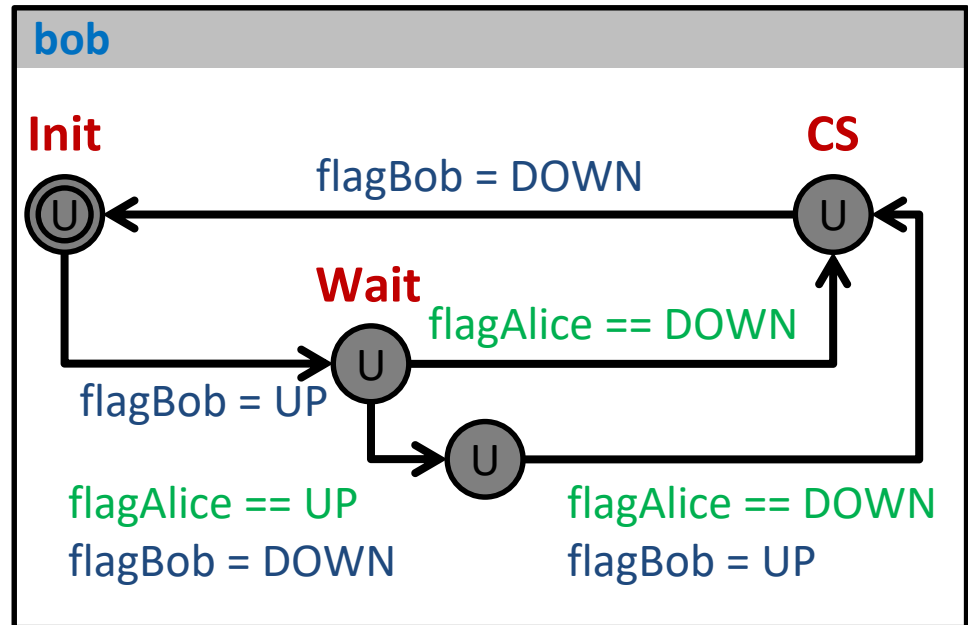 bob
Init
CS
flagBob = DOWN
U
U
Wait
flagAlice == DOWN
U
flagBob = UP
U
flagAlice == UP
flagBob = DOWN
flagAlice == DOWN
flagBob = UP